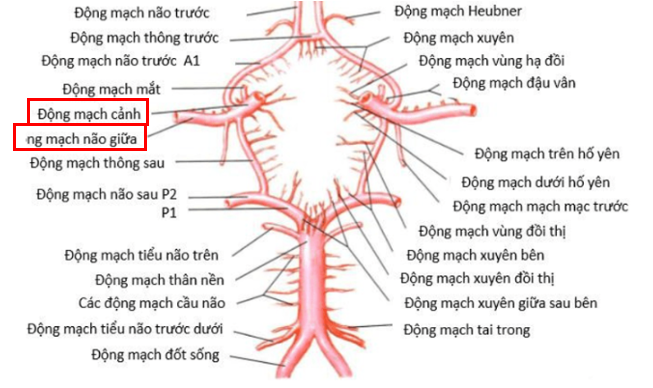 Động mạch não trước
Động mạch thông trước
Động mạch não trước A1
Động mạch mắt
Động mạch cảnh
ng mạch não giữa
Động mạch thông sau
Động mạch não sau P2
P1
Động mạch tiểu não trên
Động mạch thân nền
Các động mạch cầu não
Động mạch tiểu não trước dưới
Động mạch đốt sống
Động mạch Heubner
Động mạch xuyên
Động mạch vùng hạ đồi
Động mạch đậu vân
Động mạch trên hố yên
Động mạch dưới hố yên
Động mạch mạch mạc trước
Động mạch vùng đồi thị
Động mạch xuyên bên
Động mạch xuyên đồi thị
Động mạch xuyên giữa sau bên
Động mạch tai trong